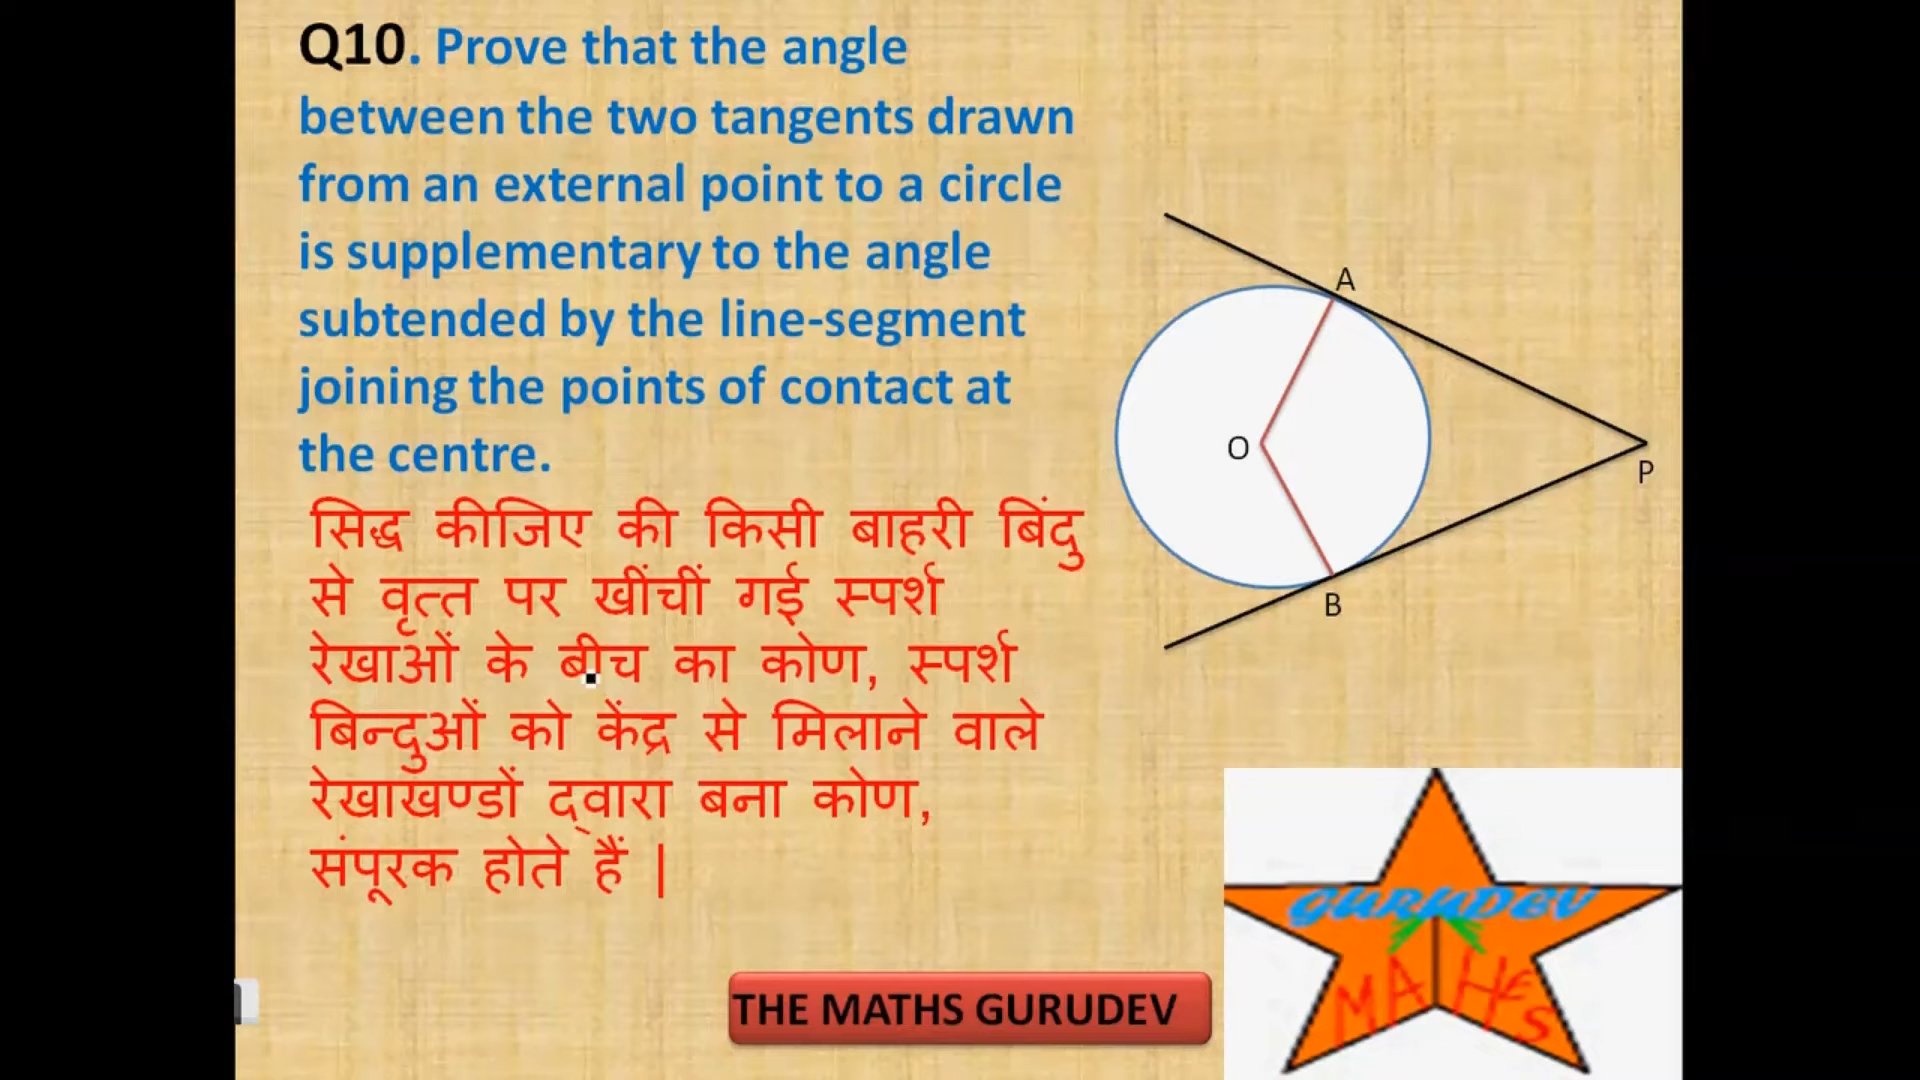 Q10. Prove that the angle
between the two tangents drawn
from an external point to a circle
is supplementary to the angle
subtended by the line-segment
joining the points of contact at
the centre.
सिद्ध कीजिए की किसी बाहरी बिंदु
से वृत्त पर खींचीं गई स्पर्श
रेखाओं के बीच का कोण, स्पर्श
बिन्दुओं को केंद्र से मिलाने वाले
रेखाखण्डों द्वारा बना कोण,
संपूरक होते हैं |
A
O
P
B
GURUDEV
MATHES
THE MATHS GURUDEV